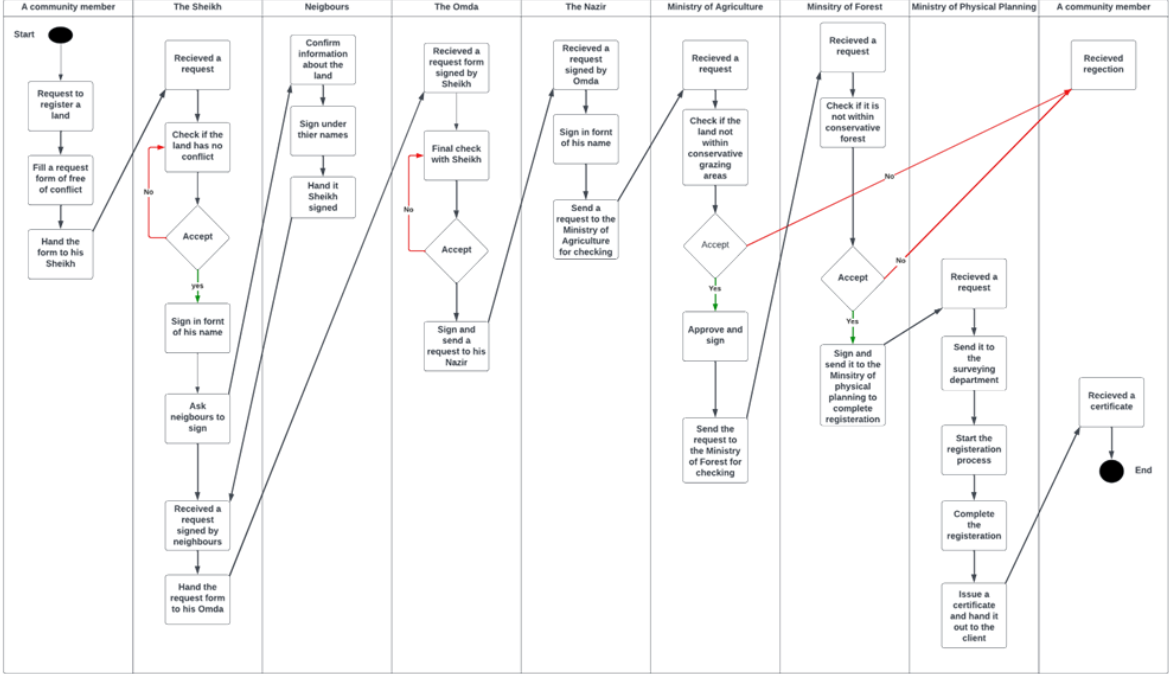 A community member
The Sheikh
Neigbours
The Omda
The Nazir
Ministry of Agriculture
Minsitry of Forest
Ministry of Physical Planning
A community member
Start
Request to
register a
land
Fill a request
form of free
of conflict
Hand the
form to his
Sheikh
Recieved a
request
Check if the
land has no
conflict
No
Accept
yes
Sign in fornt
of his name
Ask
neigbours to
sign
Received a
request
signed by
neighbours
Hand the
request form
to his Omda
Confirm
information
about the
land
Sign under
thier names
Hand it
Sheikh
signed
Recieved a
request form
signed by
Sheikh
Final check
with Sheikh
No
Accept
Sign and
send a
request to his
Nazir
Recieved a
request
signed by
Omda
Sign in fornt
of his name
Send a
request to the
Ministry of
Agriculture
for checking
Recieved a
request
Check if the
land not
within
conservative
grazing
areas
Accept
No
Yes
Approve and
sign
Send the
request to
the Ministry
of Forest for
checking
Recieved a
request
Check if it is
not within
conservative
forest
Accept
No
Yes
Sign and
send it to the
Minsitry of
physical
planning to
complete
registeration
Recieved a
request
Send it to
the
surveying
department
Start the
registeration
process
Complete
the
registeration
Issue a
certificate
and hand it
out to the
client
Recieved
regection
Recieved a
certificate
End